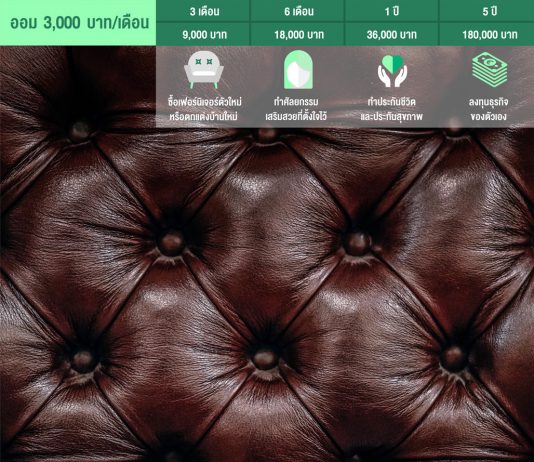 ออม 3,000 บาท/เดือน
3 เดือน
6 เดือน
1 ปี
5 ปี
9,000 บาท
18,000 บาท
36,000 บาท
180,000 บาท
ซื้อเฟอร์นิเจอร์ตัวใหม่
หรือตกแต่งบ้านใหม่
ทำศัลยกรรม
เสริมสวยที่ตั้งใจไว้
ทำประกันชีวิต
และประกันสุขภาพ
ลงทุนธุรกิจ
ของตัวเอง